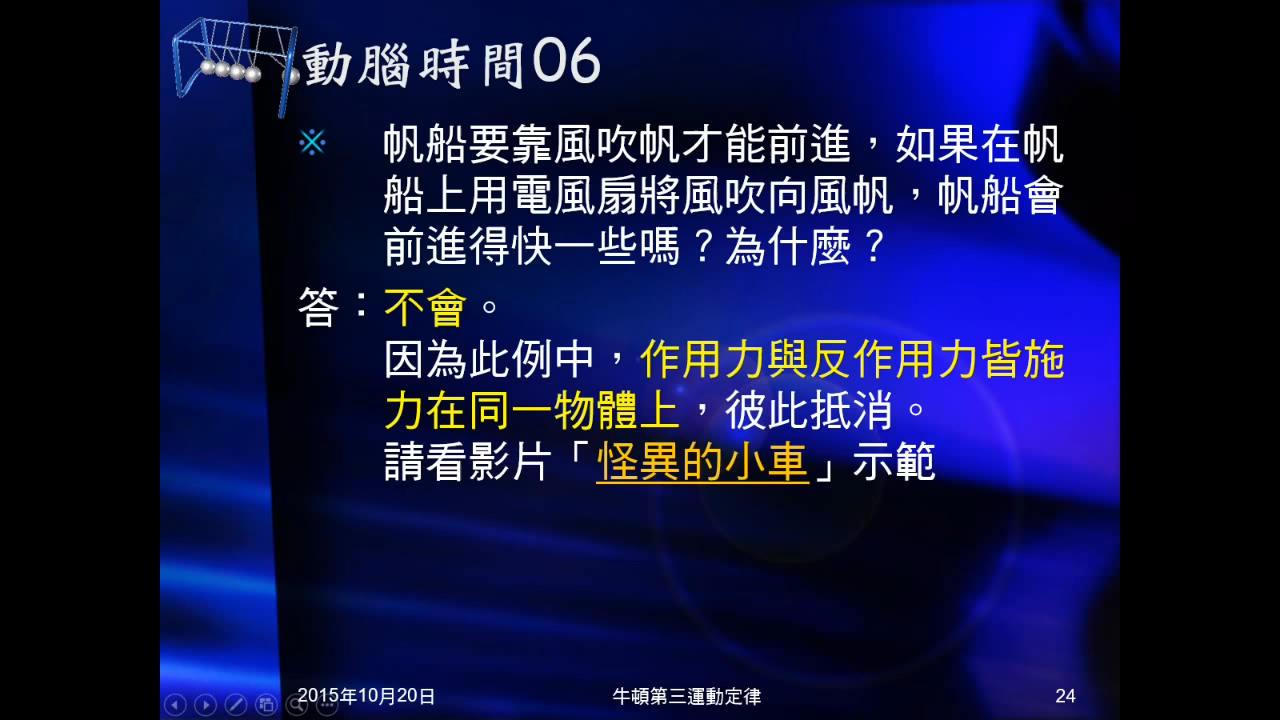 動腦時間06
※ 帆船要靠風吹帆才能前進，如果在帆
船上用電風扇將風吹向風帆，帆船會
前進得快一些嗎？為什麼？
答：不會。
因為此例中，作用力與反作用力皆施
力在同一物體上，彼此抵消。
請看影片「怪異的小車」示範
2015年10月20日 牛頓第三運動定律 24